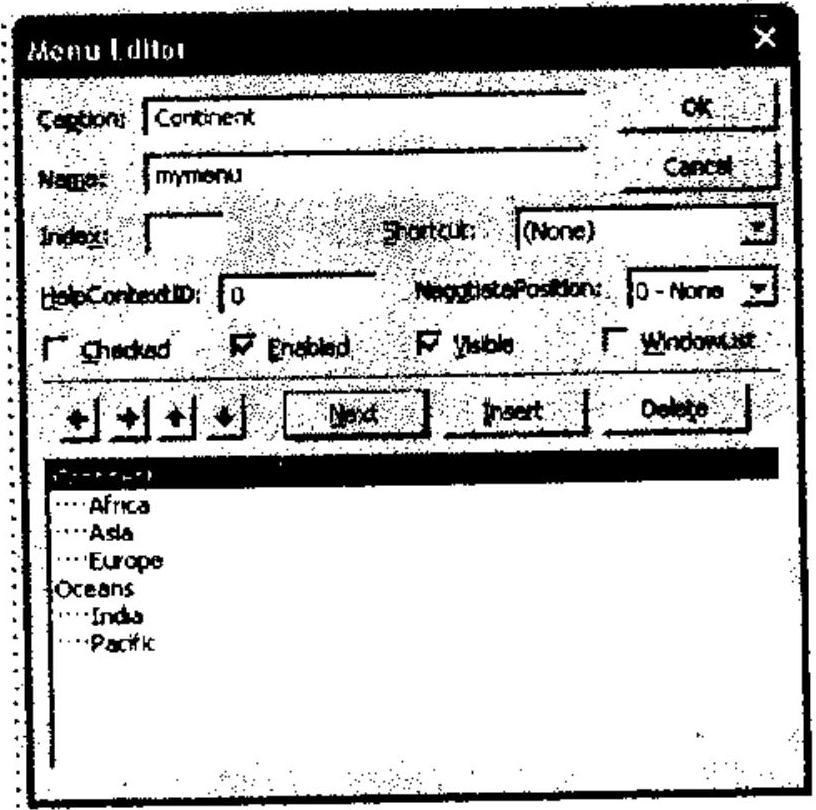 Menu Editor
Caption: Continent OK
Name: mymenu Cancel
Index: Shortcut: (None)
HelpContextID: 0 NegotiatePosition: 0 - None
Checked Enabled Visible WindowList
Next Insert Delete
Continent
····Africa
····Asia
····Europe
Oceans
····India
····Pacific